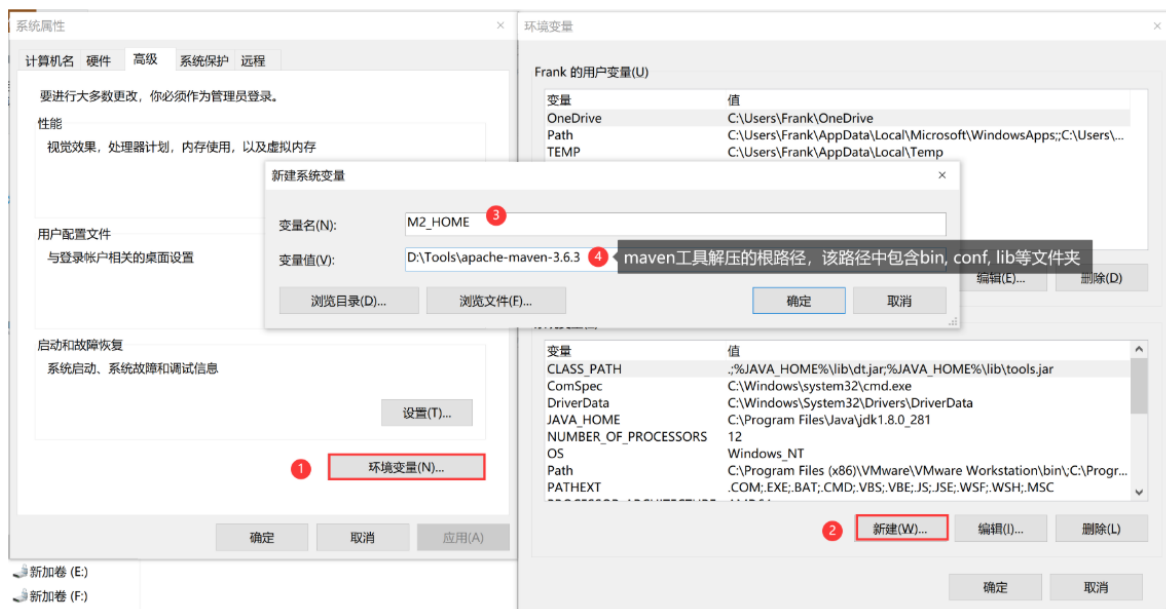 系统属性
计算机名 硬件 高级 系统保护 远程
要进行大多数更改，你必须作为管理员登录。
性能
视觉效果，处理器计划，内存使用，以及虚拟内存
用户配置文件
与登录帐户相关的桌面设置
启动和故障恢复
系统启动、系统故障和调试信息
设置(T)...
1 环境变量(N)...
确定 取消 应用(A)
新加卷 (E:)
新加卷 (F:)
新建系统变量
变量名(N): M2_HOME 3
变量值(V): D:\Tools\apache-maven-3.6.3 4 maven工具解压的根路径，该路径中包含bin, conf, lib等文件夹
浏览目录(D)... 浏览文件(F)... 确定 取消
环境变量
Frank 的用户变量(U)
变量 值
OneDrive C:\Users\Frank\OneDrive
Path C:\Users\Frank\AppData\Local\Microsoft\WindowsApps;;C:\Users\...
TEMP C:\Users\Frank\AppData\Local\Temp
编辑(E)... 删除(D)
变量 值
CLASS_PATH .;%JAVA_HOME%\lib\dt.jar;%JAVA_HOME%\lib\tools.jar
ComSpec C:\Windows\system32\cmd.exe
DriverData C:\Windows\System32\Drivers\DriverData
JAVA_HOME C:\Program Files\Java\jdk1.8.0_281
NUMBER_OF_PROCESSORS 12
OS Windows_NT
Path C:\Program Files (x86)\VMware\VMware Workstation\bin\;C:\Progr...
PATHEXT .COM;.EXE;.BAT;.CMD;.VBS;.VBE;.JS;.JSE;.WSF;.WSH;.MSC
2 新建(W)... 编辑(I)... 删除(L)
确定 取消